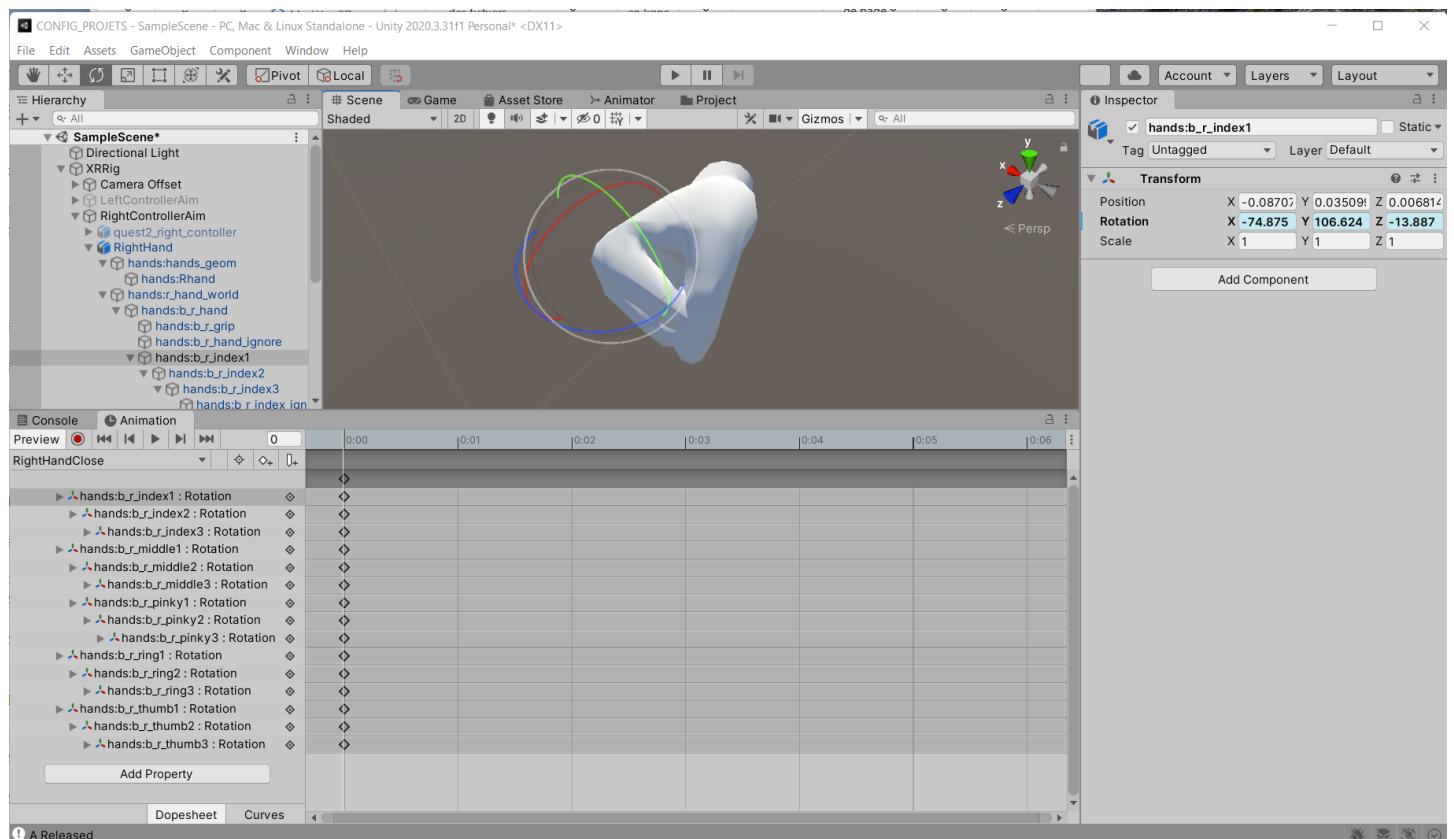 CONFIG_PROJETS - SampleScene - PC, Mac & Linux Standalone - Unity 2020.3.31f1 Personal* <DX11>
File Edit Assets GameObject Component Window Help
Pivot Local Account Layers Layout
Hierarchy
All
SampleScene*
Directional Light
XRRig
Camera Offset
LeftControllerAim
RightControllerAim
quest2_right_contoller
RightHand
hands:hands_geom
hands:Rhand
hands:r_hand_world
hands:b_r_hand
hands:b_r_grip
hands:b_r_hand_ignore
hands:b_r_index1
hands:b_r_index2
hands:b_r_index3
hands:b_r_index_ign
Scene Game Asset Store Animator Project
Shaded 2D 0 Gizmos All
y
x
z
Persp
Inspector
hands:b_r_index1 Static
Tag Untagged Layer Default
Transform
Position X -0.08707 Y 0.03509 Z 0.006814
Rotation X -74.875 Y 106.624 Z -13.887
Scale X 1 Y 1 Z 1
Add Component
Console Animation
Preview 0 0:00 0:01 0:02 0:03 0:04 0:05 0:06
RightHandClose
hands:b_r_index1 : Rotation
hands:b_r_index2 : Rotation
hands:b_r_index3 : Rotation
hands:b_r_middle1 : Rotation
hands:b_r_middle2 : Rotation
hands:b_r_middle3 : Rotation
hands:b_r_pinky1 : Rotation
hands:b_r_pinky2 : Rotation
hands:b_r_pinky3 : Rotation
hands:b_r_ring1 : Rotation
hands:b_r_ring2 : Rotation
hands:b_r_ring3 : Rotation
hands:b_r_thumb1 : Rotation
hands:b_r_thumb2 : Rotation
hands:b_r_thumb3 : Rotation
Add Property
Dopesheet Curves
A Released